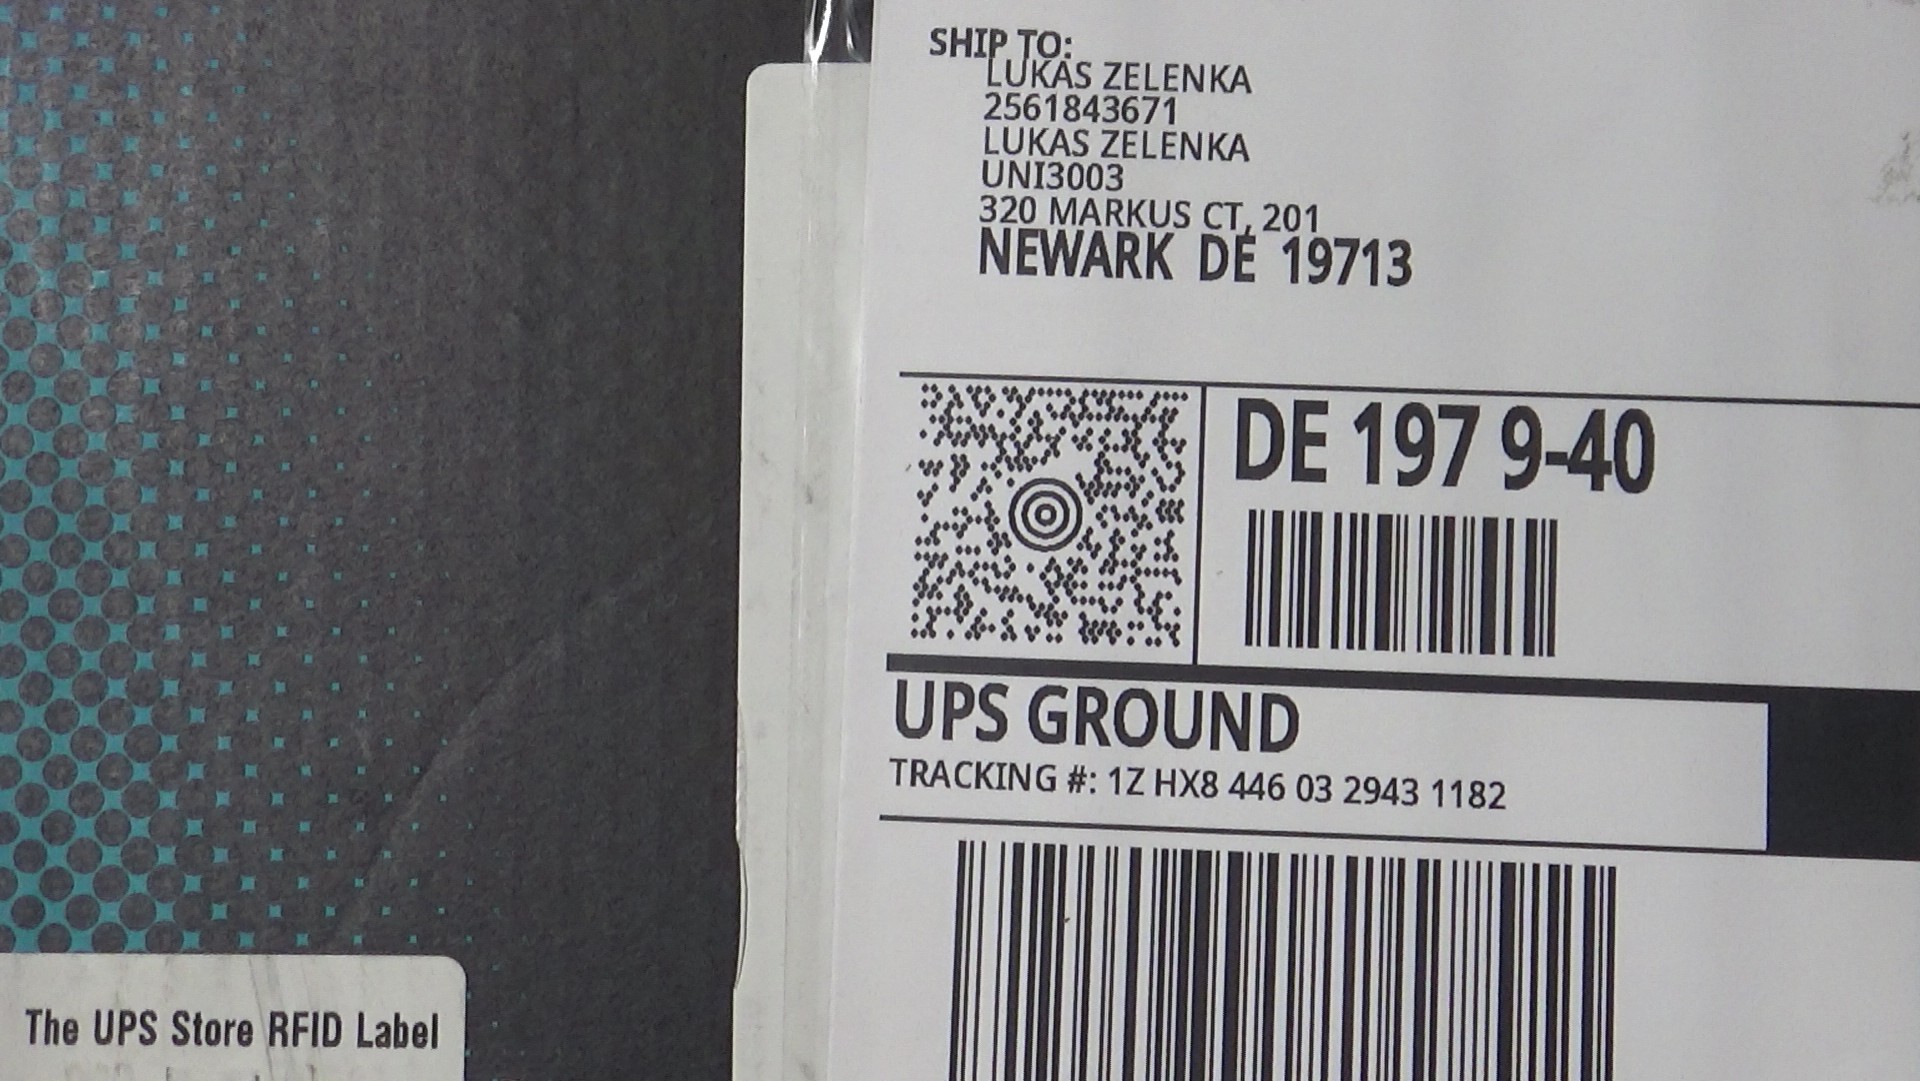 SHIP TO:
LUKAS ZELENKA
2561843671
LUKAS ZELENKA
UNI3003
320 MARKUS CT, 201
NEWARK DE 19713
DE 197 9-40
UPS GROUND
TRACKING #: 1Z HX8 446 03 2943 1182
The UPS Store RFID Label